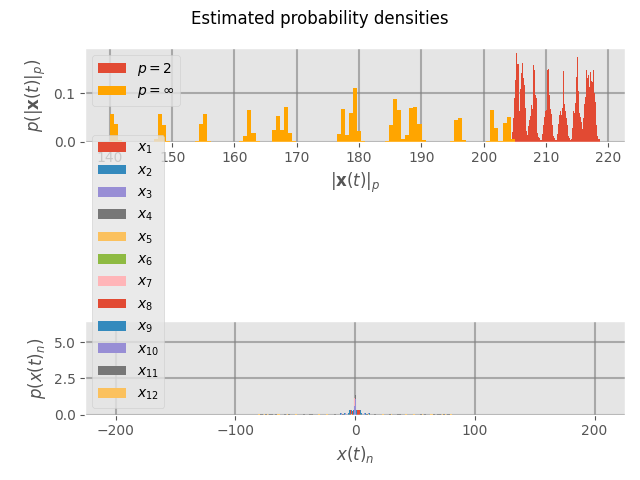 Estimated probability densities
p(|x(t)|_p)
0.1
0.0
p = 2
p = ∞
140 150 160 170 180 190 200 210 220
|x(t)|_p
x_1
x_2
x_3
x_4
x_5
x_6
x_7
x_8
x_9
x_10
x_11
x_12
p(x(t)_n)
5.0
2.5
0.0
−200 −100 0 100 200
x(t)_n